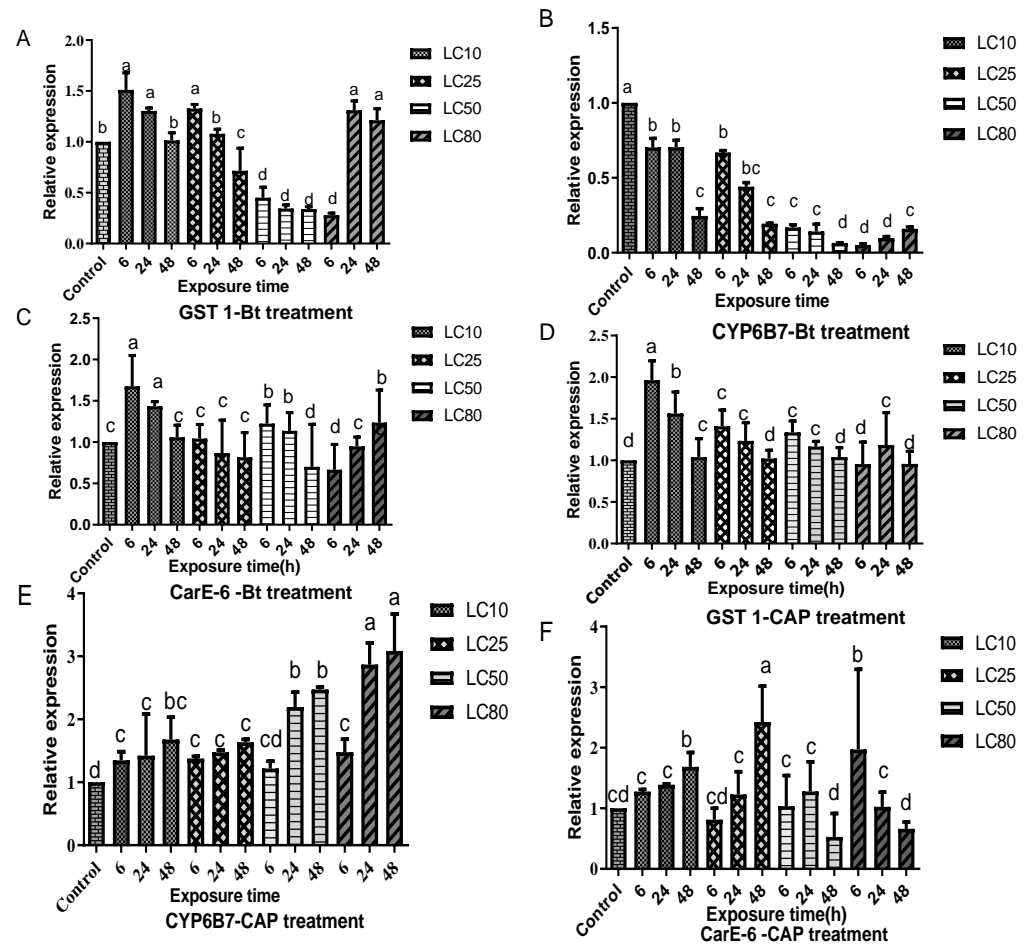 A
Relative expression
2.0
1.5
1.0
0.5
0.0
b a a b a b c d d d d a a
Control 6 24 48 6 24 48 6 24 48 6 24 48
Exposure time
GST 1-Bt treatment
LC10
LC25
LC50
LC80
B
Relative expression
1.5
1.0
0.5
0.0
a b b c b bc c c c d d d c
Control 6 24 48 6 24 48 6 24 48 6 24 48
Exposure time
CYP6B7-Bt treatment
LC10
LC25
LC50
LC80
C
Relative expression
2.5
2.0
1.5
1.0
0.5
0.0
c a a c c c c b b d d c b
Control 6 24 48 6 24 48 6 24 48 6 24 48
Exposure time(h)
CarE-6 -Bt treatment
LC10
LC25
LC50
LC80
D
Relative expression
2.5
2.0
1.5
1.0
0.5
0.0
d a b c c c d c c d d c d
Control 6 24 48 6 24 48 6 24 48 6 24 48
Exposure time(h)
GST 1-CAP treatment
LC10
LC25
LC50
LC80
E
Relative expression
4
3
2
1
0
d c c bc c c c cd b b c a a
Control 6 24 48 6 24 48 6 24 48 6 24 48
Exposure time
CYP6B7-CAP treatment
LC10
LC25
LC50
LC80
F
Relative expression
4
3
2
1
0
cd c c b cd c a c c d b c d
Control 6 24 48 6 24 48 6 24 48 6 24 48
Exposure time(h)
CarE-6 -CAP treatment
LC10
LC25
LC50
LC80